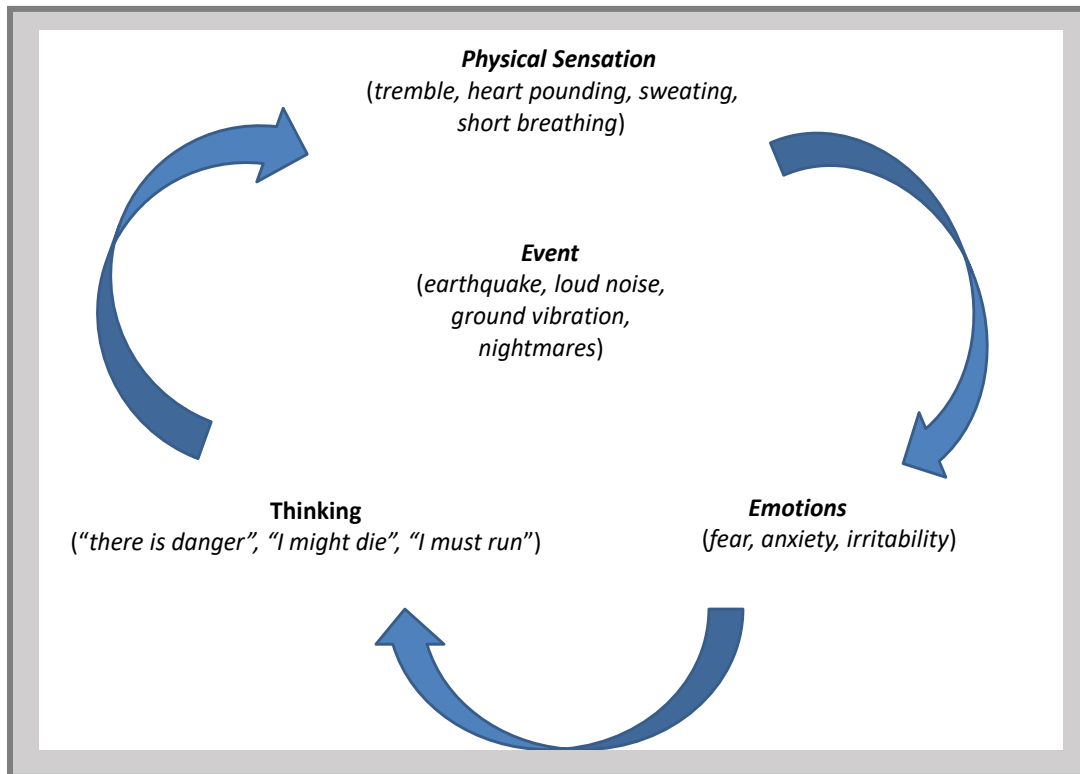 Physical Sensation
(tremble, heart pounding, sweating,
short breathing)
Event
(earthquake, loud noise,
ground vibration,
nightmares)
Thinking
(“there is danger”, “I might die”, “I must run”)
Emotions
(fear, anxiety, irritability)